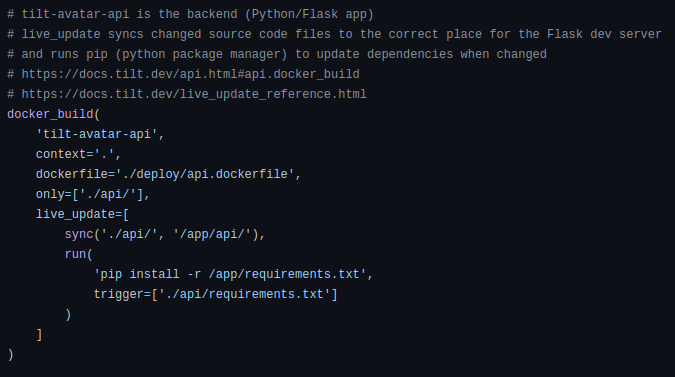 # tilt-avatar-api is the backend (Python/Flask app)
# live_update syncs changed source code files to the correct place for the Flask dev server
# and runs pip (python package manager) to update dependencies when changed
# https://docs.tilt.dev/api.html#api.docker_build
# https://docs.tilt.dev/live_update_reference.html
docker_build(
    'tilt-avatar-api',
    context='.',
    dockerfile='./deploy/api.dockerfile',
    only=['./api/'],
    live_update=[
        sync('./api/', '/app/api/'),
        run(
            'pip install -r /app/requirements.txt',
            trigger=['./api/requirements.txt']
        )
    ]
)